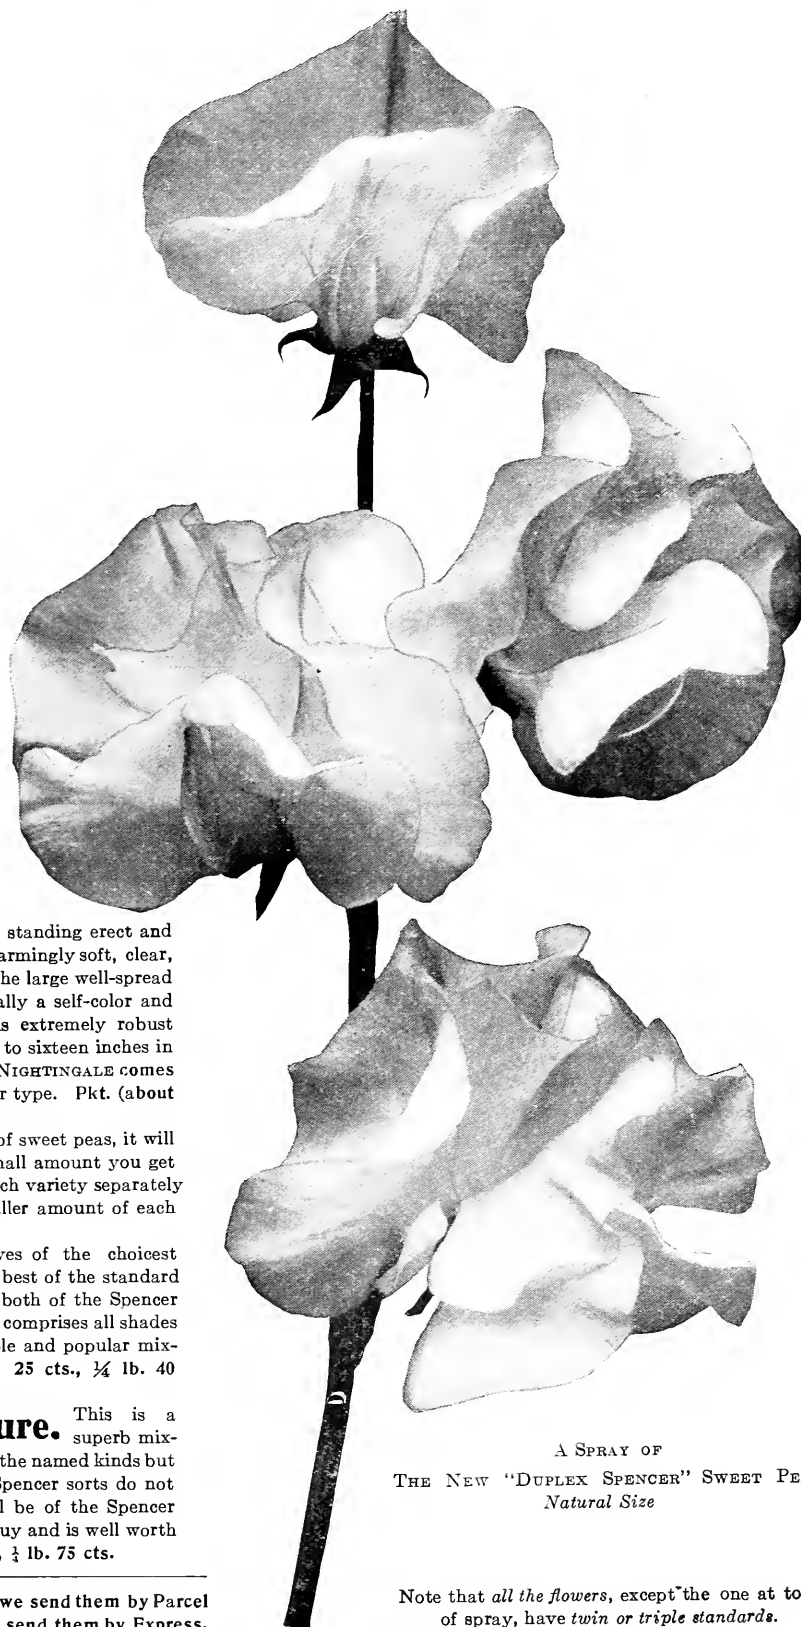 standing erect and
armingly soft, clear,
he large well-spread
ally a self-color and
s extremely robust
to sixteen inches in
NIGHTINGALE comes
r type. Pkt. (about
of sweet peas, it will
nall amount you get
ch variety separately
ller amount of each
ves of the choicest
best of the standard
both of the Spencer
comprises all shades
le and popular mix-
25 cts., ¼ lb. 40
ure. This is a
superb mix-
the named kinds but
Spencer sorts do not
l be of the Spencer
uy and is well worth
, ¼ lb. 75 cts.
we send them by Parcel
send them by Express.
A SPRAY OF
THE NEW "DUPLEX SPENCER" SWEET PE
Natural Size
Note that all the flowers, except the one at to
of spray, have twin or triple standards.